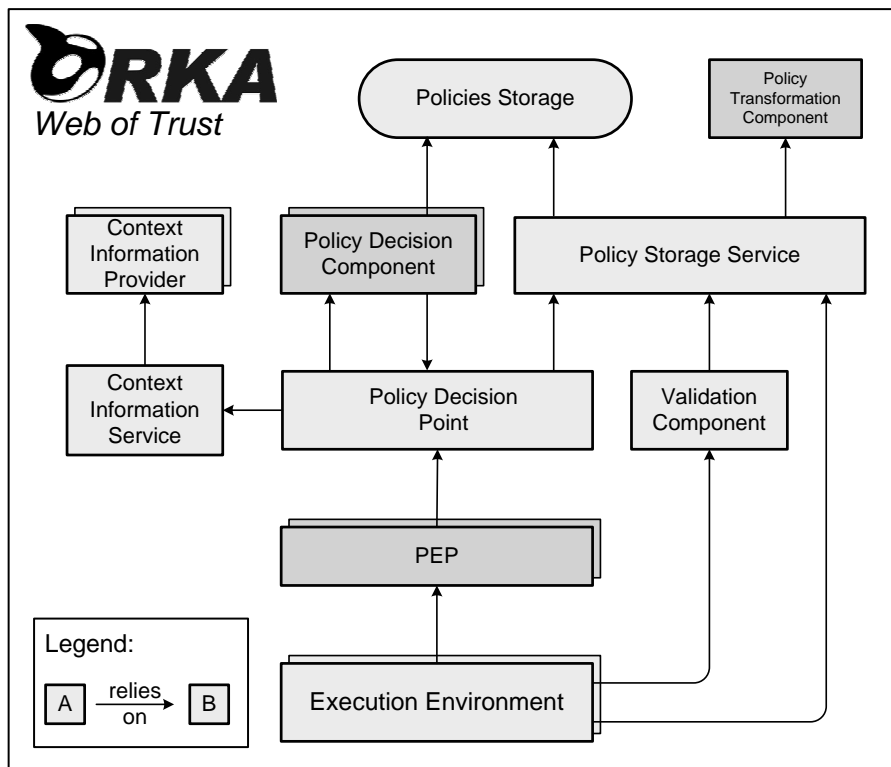 ORKA
Web of Trust
Policies Storage
Policy
Transformation
Component
Context
Information
Provider
Policy Decision
Component
Policy Storage Service
Context
Information
Service
Policy Decision
Point
Validation
Component
PEP
Legend:
A
relies
on
B
Execution Environment